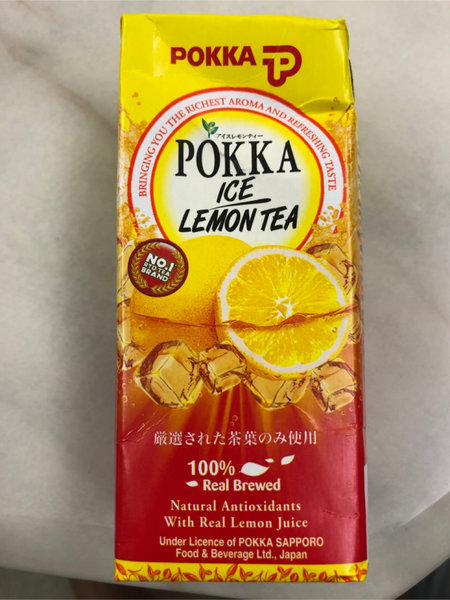 POKKA
BRINGING YOU THE RICHEST AROMA AND REFRESHING TASTE
アイスレモンティー
POKKA
ICE
LEMON TEA
NO.1
RTD TEA
BRAND
厳選された茶葉のみ使用
100%
Real Brewed
Natural Antioxidants
With Real Lemon Juice
Under Licence of POKKA SAPPORO
Food & Beverage Ltd., Japan